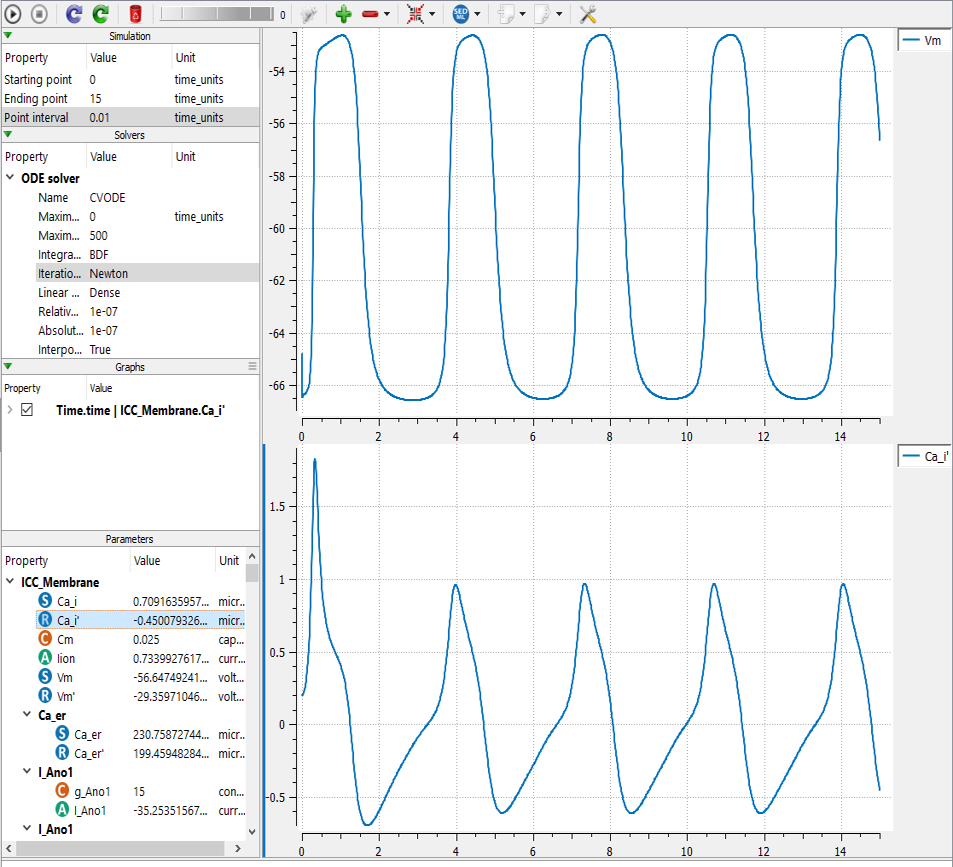 0
SED
ML
Simulation
Property Value Unit
Starting point 0 time_units
Ending point 15 time_units
Point interval 0.01 time_units
Solvers
Property Value Unit
ODE solver
Name CVODE
Maxim... 0 time_units
Maxim... 500
Integra... BDF
Iteratio... Newton
Linear ... Dense
Relativ... 1e-07
Absolut... 1e-07
Interpo... True
Graphs
Property Value
Time.time | ICC_Membrane.Ca_i'
Parameters
Property Value Unit
ICC_Membrane
S Ca_i 0.7091635957... micr...
R Ca_i' -0.450079326... micr...
C Cm 0.025 cap...
A Iion 0.7339927617... curr...
S Vm -56.64749241... volt...
R Vm' -29.35971046... volt...
Ca_er
S Ca_er 230.75872744... micr...
R Ca_er' 199.45948284... micr...
I_Ano1
C g_Ano1 15 con...
A I_Ano1 -35.25351567... curr...
I_Ano1
Vm
-54
-56
-58
-60
-62
-64
-66
0 2 4 6 8 10 12 14
Ca_i'
1.5
1
0.5
0
-0.5
0 2 4 6 8 10 12 14